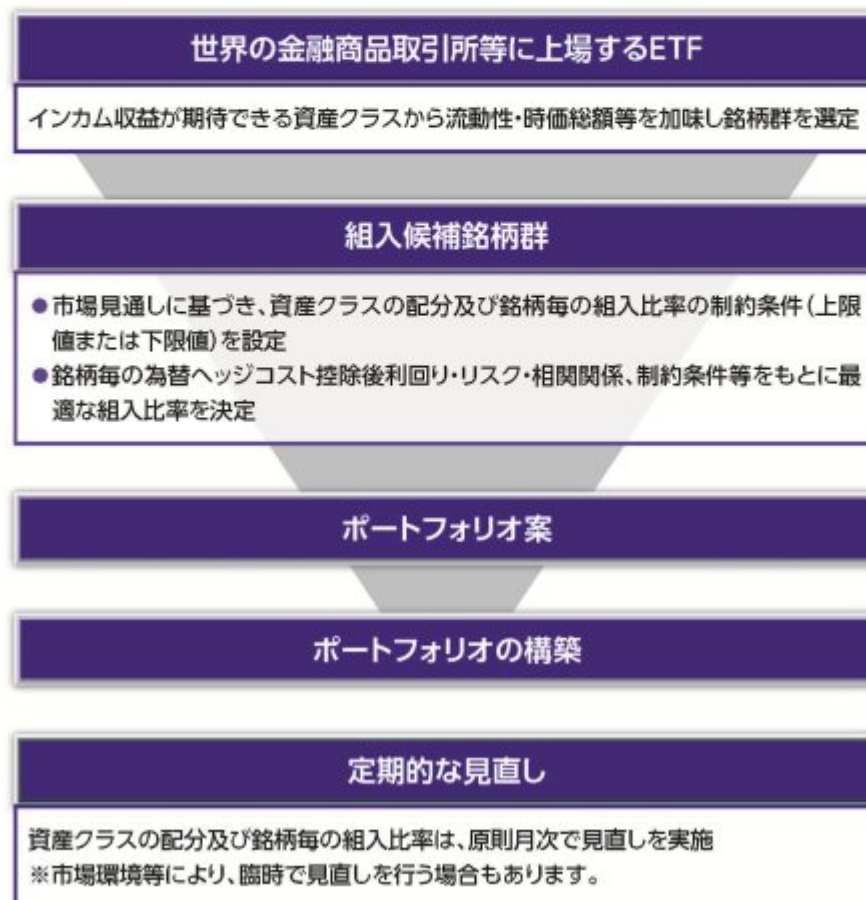 世界の金融商品取引所等に上場するETF
インカム収益が期待できる資産クラスから流動性・時価総額等を加味し銘柄群を選定
組入候補銘柄群
●市場見通しに基づき、資産クラスの配分及び銘柄毎の組入比率の制約条件(上限
値または下限値)を設定
●銘柄毎の為替ヘッジコスト控除後利回り・リスク・相関関係、制約条件等をもとに最
適な組入比率を決定
ポートフォリオ案
ポートフォリオの構築
定期的な見直し
資産クラスの配分及び銘柄毎の組入比率は、原則月次で見直しを実施
※市場環境等により、臨時で見直しを行う場合もあります。